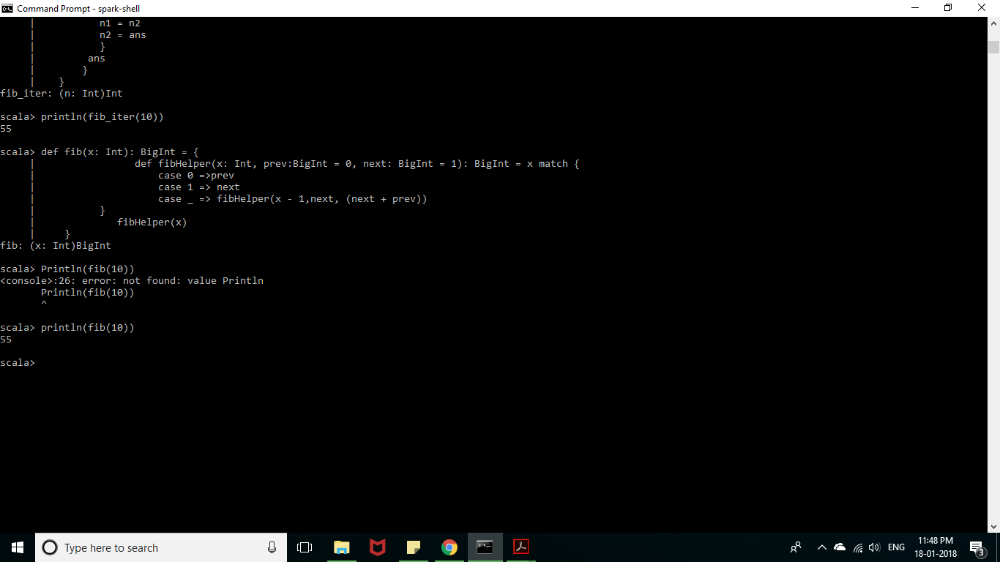 Command Prompt - spark-shell
| n1 = n2
| n2 = ans
| }
| ans
| }
| }
fib_iter: (n: Int)Int
scala> println(fib_iter(10))
55
scala> def fib(x: Int): BigInt = {
| def fibHelper(x: Int, prev:BigInt = 0, next: BigInt = 1): BigInt = x match {
| case 0 =>prev
| case 1 => next
| case _ => fibHelper(x - 1,next, (next + prev))
| }
| fibHelper(x)
| }
fib: (x: Int)BigInt
scala> Println(fib(10))
<console>:26: error: not found: value Println
Println(fib(10))
^
scala> println(fib(10))
55
scala>
Type here to search
ENG
11:48 PM
18-01-2018
3